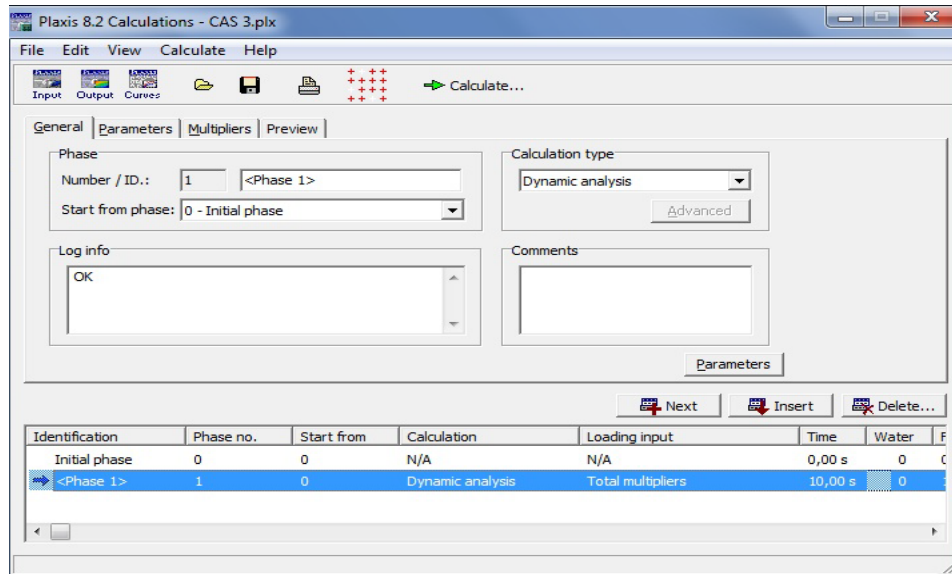 Plaxis 8.2 Calculations - CAS 3.plx
File Edit View Calculate Help
Input Output Curves Calculate...
General Parameters Multipliers Preview
Phase
Number / ID.: 1 <Phase 1>
Start from phase: 0 - Initial phase
Calculation type
Dynamic analysis
Advanced
Log info
OK
Comments
Parameters
Next Insert Delete...
Identification Phase no. Start from Calculation Loading input Time Water
Initial phase 0 0 N/A N/A 0,00 s 0
<Phase 1> 1 0 Dynamic analysis Total multipliers 10,00 s 0